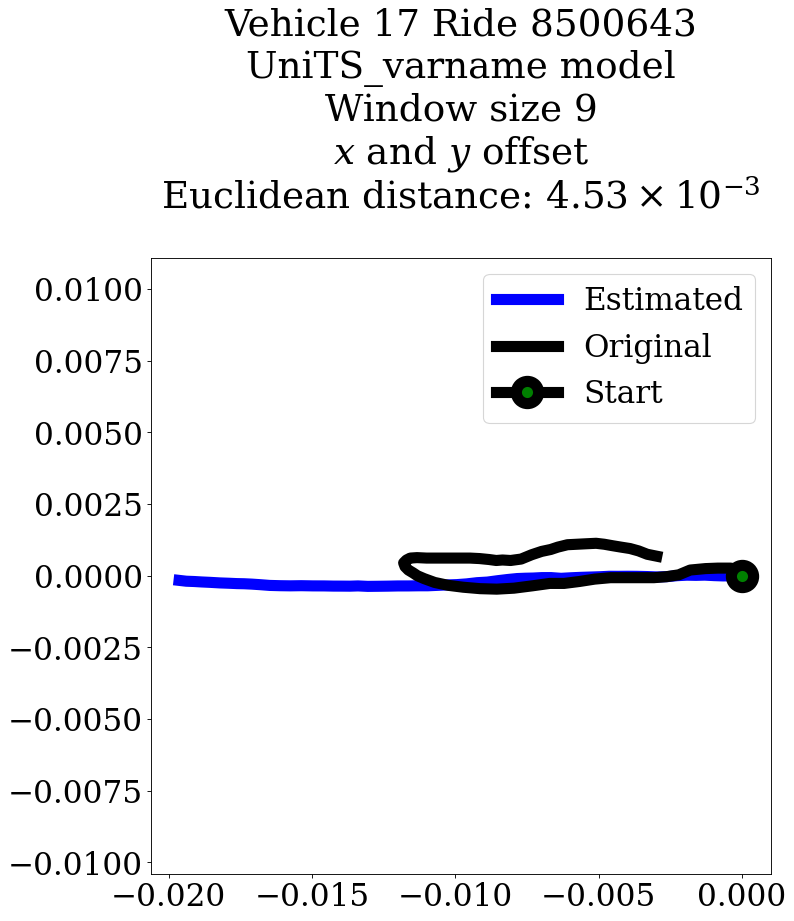 Vehicle 17 Ride 8500643
UniTS_varname model
Window size 9
x and y offset
Euclidean distance: 4.53 × 10⁻³
Estimated
Original
Start
0.0100
0.0075
0.0050
0.0025
0.0000
−0.0025
−0.0050
−0.0075
−0.0100
−0.020 −0.015 −0.010 −0.005 0.000